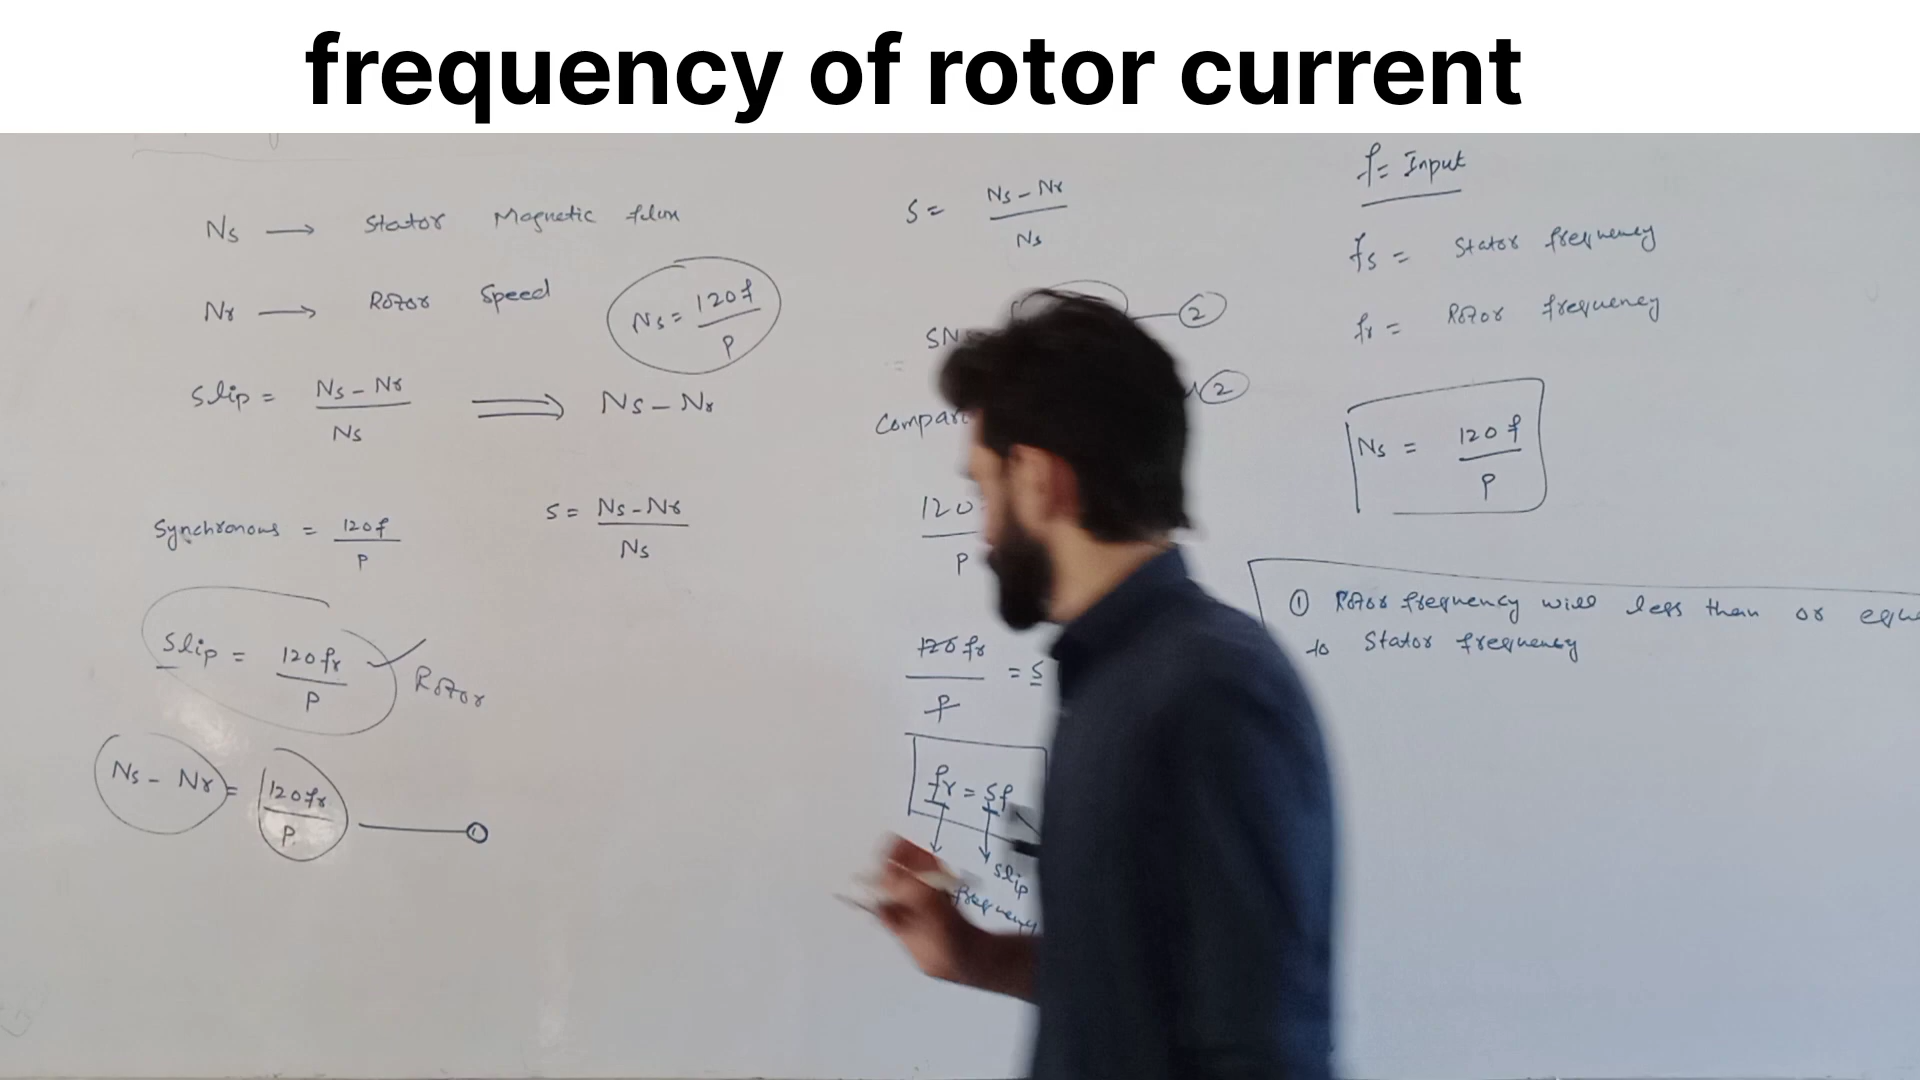 frequency of rotor current
Ns → Stator Magnetic flux
Nr → Rotor Speed
Ns = 120f / P
Slip = Ns - Nr / Ns ⟹ Ns - Nr
Synchronous = 120f / P
S = Ns - Nr / Ns
Slip = 120fr / P Rotor
Ns - Nr = 120fr / P ①
S = Ns - Nr / Ns
SNs ②
②
120
P
120fr / P = S
fr = Sf
slip
frequency
f = Input
fs = Stator frequency
fr = Rotor frequency
Ns = 120f / P
① Rotor frequency will less than or
to Stator frequency